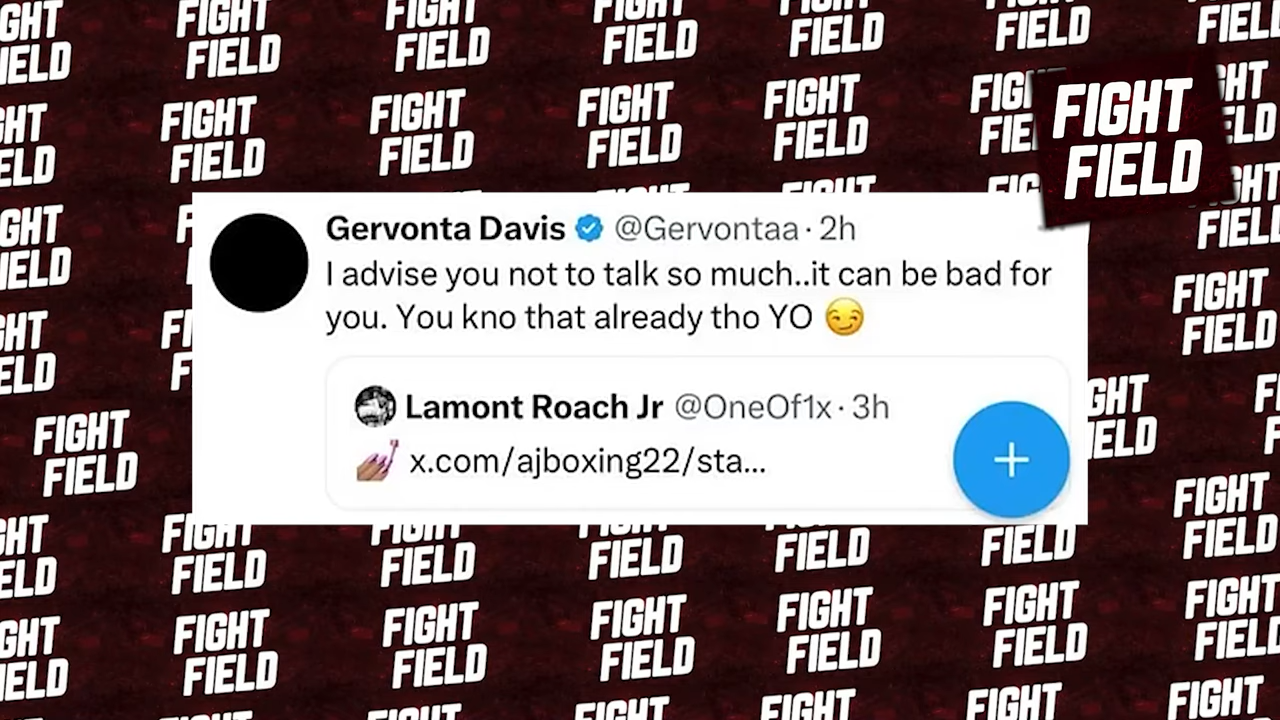 FIGHT
FIELD
Gervonta Davis @Gervontaa · 2h
I advise you not to talk so much..it can be bad for
you. You kno that already tho YO 😏
Lamont Roach Jr @OneOf1x · 3h
💅 x.com/ajboxing22/sta...